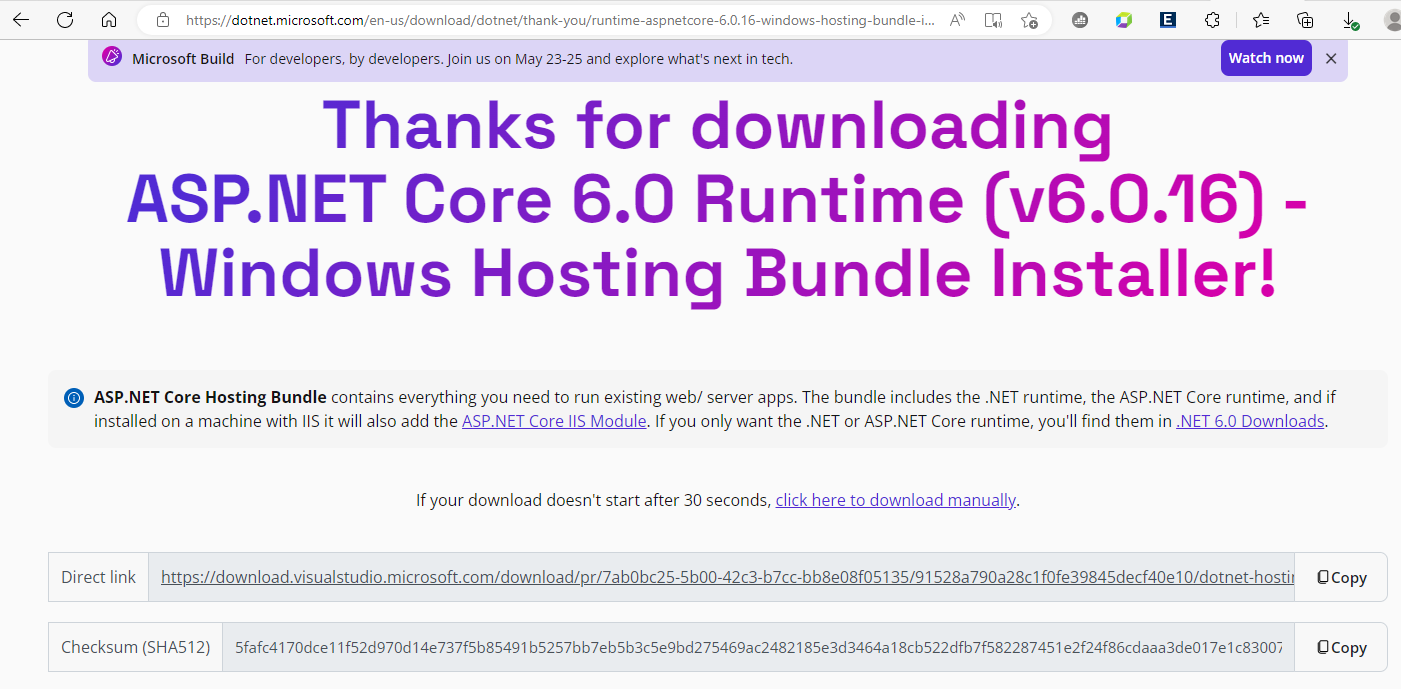 https://dotnet.microsoft.com/en-us/download/dotnet/thank-you/runtime-aspnetcore-6.0.16-windows-hosting-bundle-i...
Microsoft Build For developers, by developers. Join us on May 23-25 and explore what's next in tech. Watch now
Thanks for downloading
ASP.NET Core 6.0 Runtime (v6.0.16) -
Windows Hosting Bundle Installer!
ASP.NET Core Hosting Bundle contains everything you need to run existing web/ server apps. The bundle includes the .NET runtime, the ASP.NET Core runtime, and if
installed on a machine with IIS it will also add the ASP.NET Core IIS Module. If you only want the .NET or ASP.NET Core runtime, you'll find them in .NET 6.0 Downloads.
If your download doesn't start after 30 seconds, click here to download manually.
Direct link https://download.visualstudio.microsoft.com/download/pr/7ab0bc25-5b00-42c3-b7cc-bb8e08f05135/91528a790a28c1f0fe39845decf40e10/dotnet-hostin Copy
Checksum (SHA512) 5fafc4170dce11f52d970d14e737f5b85491b5257bb7eb5b3c5e9bd275469ac2482185e3d3464a18cb522dfb7f582287451e2f24f86cdaaa3de017e1c83007 Copy